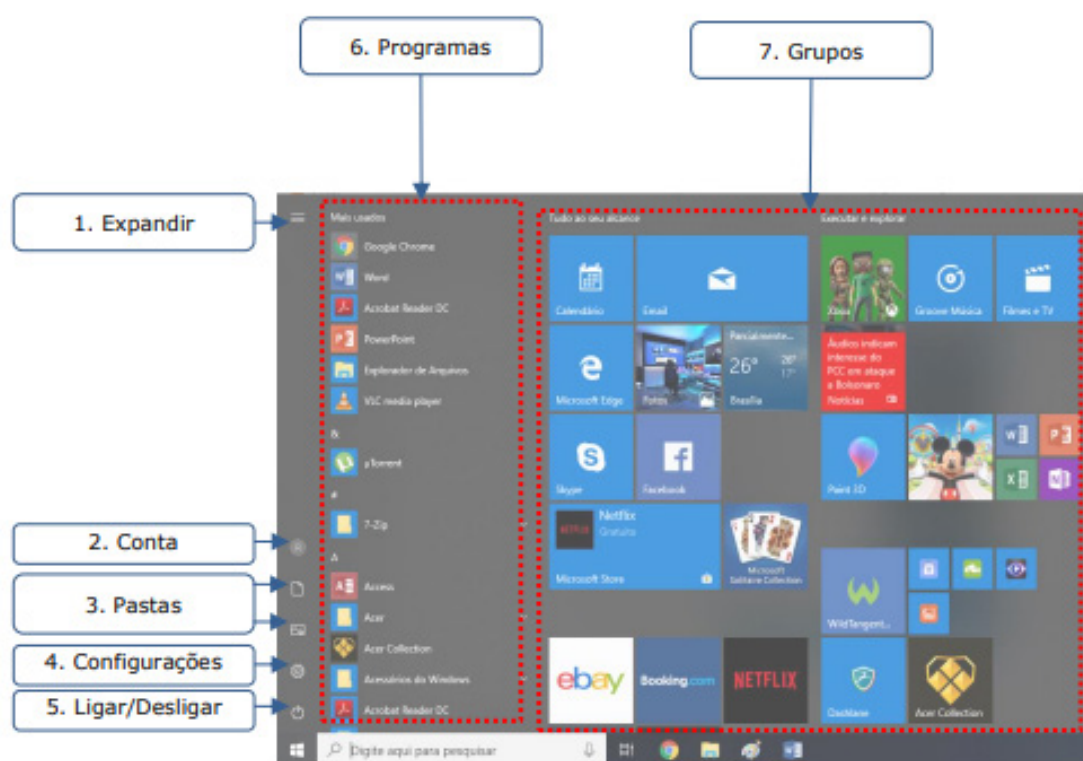 6. Programas
7. Grupos
1. Expandir
2. Conta
3. Pastas
4. Configurações
5. Ligar/Desligar
Mais usados
Google Chrome
Word
Acrobat Reader DC
PowerPoint
Explorador de Arquivos
VLC media player
&
µTorrent
#
7-Zip
A
Access
Acer
Acer Collection
Acessórios do Windows
Acrobat Reader DC
Tudo ao seu alcance
Calendário
Email
Microsoft Edge
Fotos
Parcialmente...
26°
17°
Brasília
Skype
Facebook
Netflix
Gratuito
NETFLIX
Microsoft Store
Microsoft
Solitaire Collection
ebay
Booking.com
NETFLIX
Executar e explorar
Xbox
Groove Música
Filmes e TV
Áudios indicam
interesse do
PCC em ataque
a Bolsonaro
Notícias
Paint 3D
WildTangent...
Dashlane
Acer Collection
Digite aqui para pesquisar